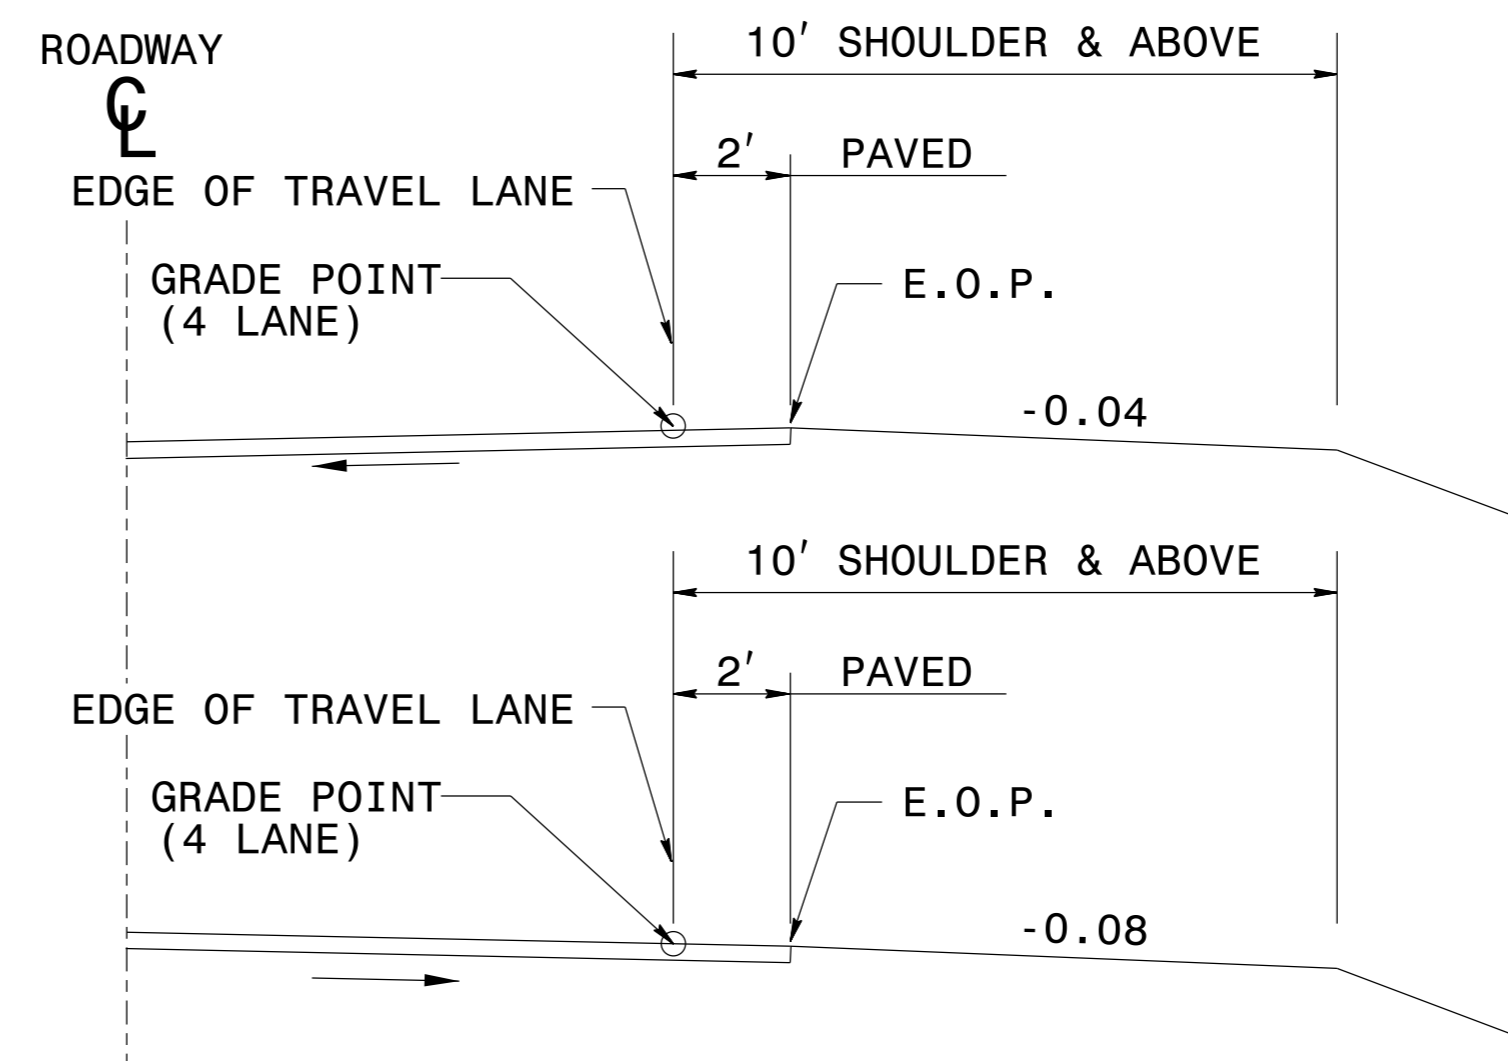 ROADWAY
℄
10' SHOULDER & ABOVE
2' PAVED
EDGE OF TRAVEL LANE
GRADE POINT
(4 LANE)
E.O.P.
-0.04
10' SHOULDER & ABOVE
2' PAVED
EDGE OF TRAVEL LANE
GRADE POINT
(4 LANE)
E.O.P.
-0.08